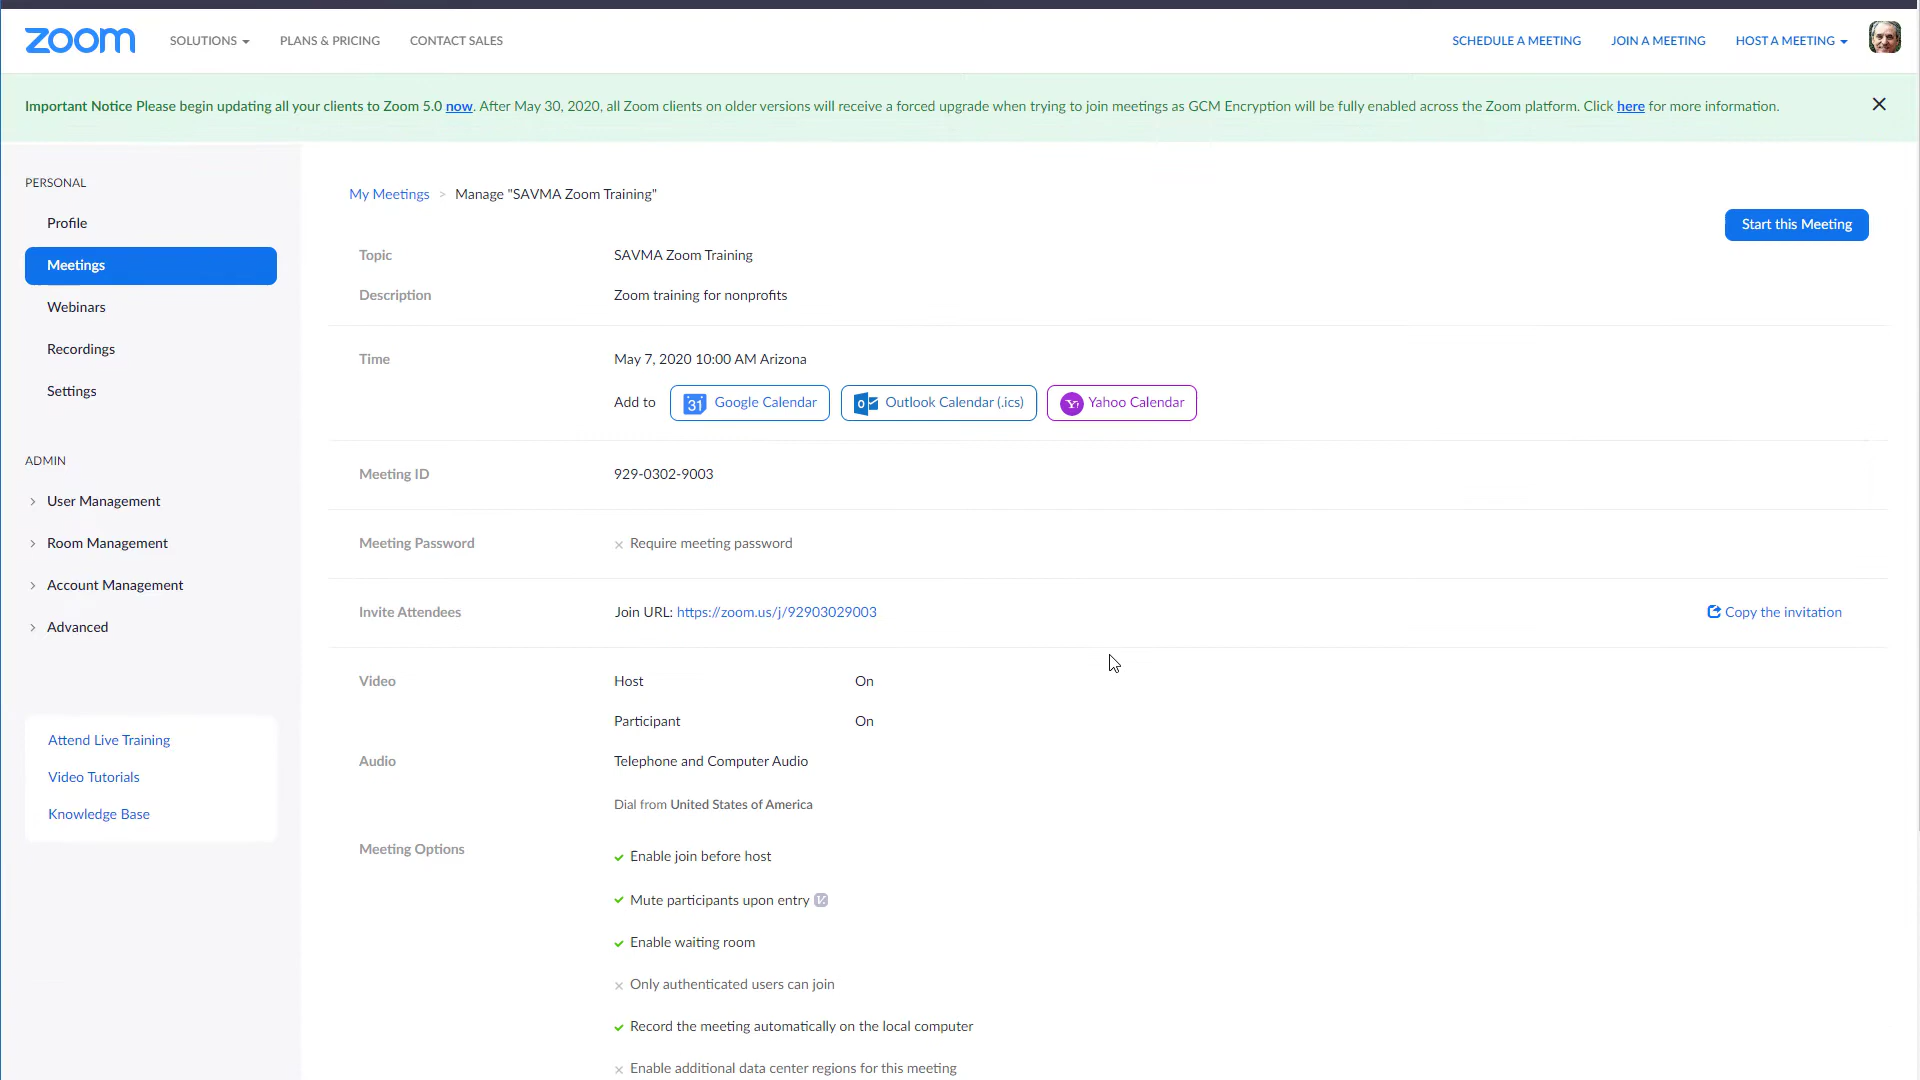 zoom
SOLUTIONS
PLANS & PRICING
CONTACT SALES
SCHEDULE A MEETING
JOIN A MEETING
HOST A MEETING
Important Notice Please begin updating all your clients to Zoom 5.0 now. After May 30, 2020, all Zoom clients on older versions will receive a forced upgrade when trying to join meetings as GCM Encryption will be fully enabled across the Zoom platform. Click here for more information.
PERSONAL
Profile
Meetings
Webinars
Recordings
Settings
ADMIN
User Management
Room Management
Account Management
Advanced
Attend Live Training
Video Tutorials
Knowledge Base
My Meetings > Manage "SAVMA Zoom Training"
Start this Meeting
Topic SAVMA Zoom Training
Description Zoom training for nonprofits
Time May 7, 2020 10:00 AM Arizona
Add to 31 Google Calendar Outlook Calendar (.ics) Yahoo Calendar
Meeting ID 929-0302-9003
Meeting Password Require meeting password
Invite Attendees Join URL: https://zoom.us/j/92903029003 Copy the invitation
Video Host On
Participant On
Audio Telephone and Computer Audio
Dial from United States of America
Meeting Options Enable join before host
Mute participants upon entry
Enable waiting room
Only authenticated users can join
Record the meeting automatically on the local computer
Enable additional data center regions for this meeting